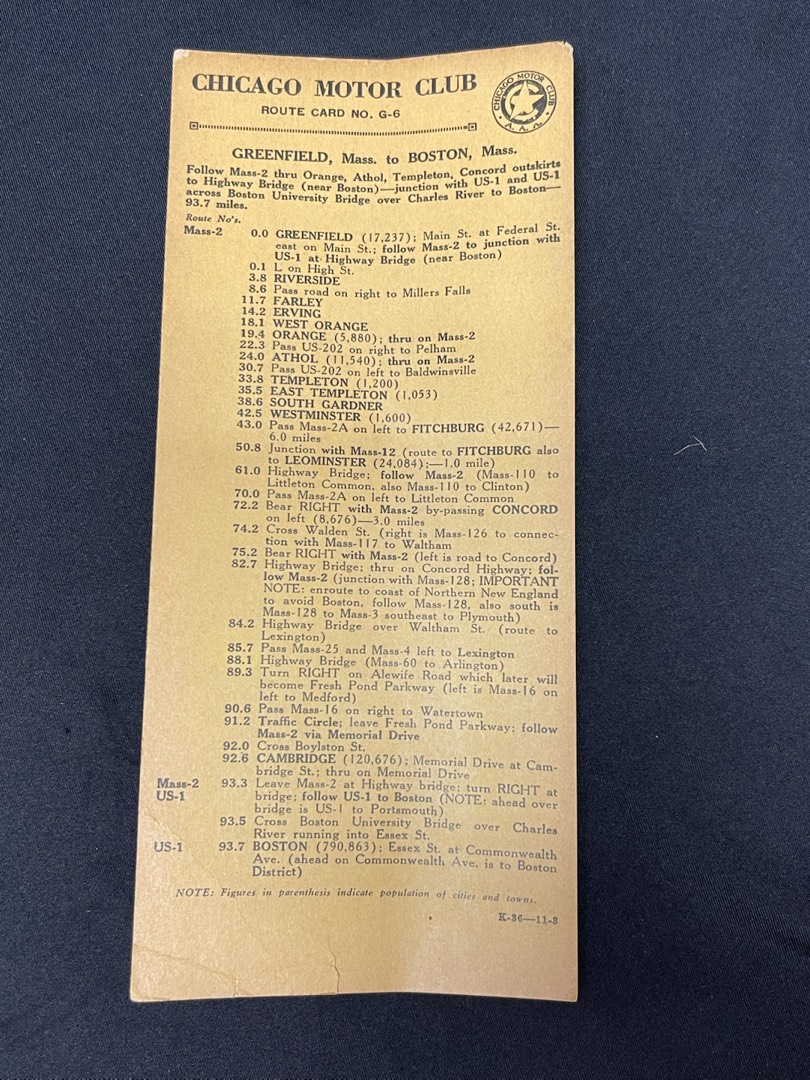 CHICAGO MOTOR CLUB
ROUTE CARD NO. G-6
CHICAGO MOTOR CLUB
A. A. A.
GREENFIELD, Mass. to BOSTON, Mass.
Follow Mass-2 thru Orange, Athol, Templeton, Concord outskirts
to Highway Bridge (near Boston)—junction with US-1 and US-1
across Boston University Bridge over Charles River to Boston—
93.7 miles.
Route No's.
Mass-2 0.0 GREENFIELD (17,237); Main St. at Federal St.
east on Main St.; follow Mass-2 to junction with
US-1 at Highway Bridge (near Boston)
0.1 L on High St.
3.8 RIVERSIDE
8.6 Pass road on right to Millers Falls
11.7 FARLEY
14.2 ERVING
18.1 WEST ORANGE
19.4 ORANGE (5,880); thru on Mass-2
22.3 Pass US-202 on right to Pelham
24.0 ATHOL (11,540); thru on Mass-2
30.7 Pass US-202 on left to Baldwinsville
33.8 TEMPLETON (1,200)
35.5 EAST TEMPLETON (1,053)
38.6 SOUTH GARDNER
42.5 WESTMINSTER (1,600)
43.0 Pass Mass-2A on left to FITCHBURG (42,671)—
6.0 miles
50.8 Junction with Mass-12 (route to FITCHBURG also
to LEOMINSTER (24,084);—1.0 mile)
61.0 Highway Bridge; follow Mass-2 (Mass-110 to
Littleton Common, also Mass-110 to Clinton)
70.0 Pass Mass-2A on left to Littleton Common
72.2 Bear RIGHT with Mass-2 by-passing CONCORD
on left (8,676)—3.0 miles
74.2 Cross Walden St. (right is Mass-126 to connec-
tion with Mass-117 to Waltham
75.2 Bear RIGHT with Mass-2 (left is road to Concord)
82.7 Highway Bridge; thru on Concord Highway; fol-
low Mass-2 (junction with Mass-128; IMPORTANT
NOTE: enroute to coast of Northern New England
to avoid Boston, follow Mass-128, also south is
Mass-128 to Mass-3 southeast to Plymouth)
84.2 Highway Bridge over Waltham St. (route to
Lexington)
85.7 Pass Mass-25 and Mass-4 left to Lexington
88.1 Highway Bridge (Mass-60 to Arlington)
89.3 Turn RIGHT on Alewife Road which later will
become Fresh Pond Parkway (left is Mass-16 on
left to Medford)
90.6 Pass Mass-16 on right to Watertown
91.2 Traffic Circle; leave Fresh Pond Parkway; follow
Mass-2 via Memorial Drive
92.0 Cross Boylston St.
92.6 CAMBRIDGE (120,676); Memorial Drive at Cam-
bridge St.; thru on Memorial Drive
Mass-2 93.3 Leave Mass-2 at Highway bridge; turn RIGHT at
US-1 bridge; follow US-1 to Boston (NOTE: ahead over
bridge is US-1 to Portsmouth)
93.5 Cross Boston University Bridge over Charles
River running into Essex St.
US-1 93.7 BOSTON (790,863); Essex St. at Commonwealth
Ave. (ahead on Commonwealth Ave. is to Boston
District)
NOTE: Figures in parenthesis indicate population of cities and towns.
K-36—11-8